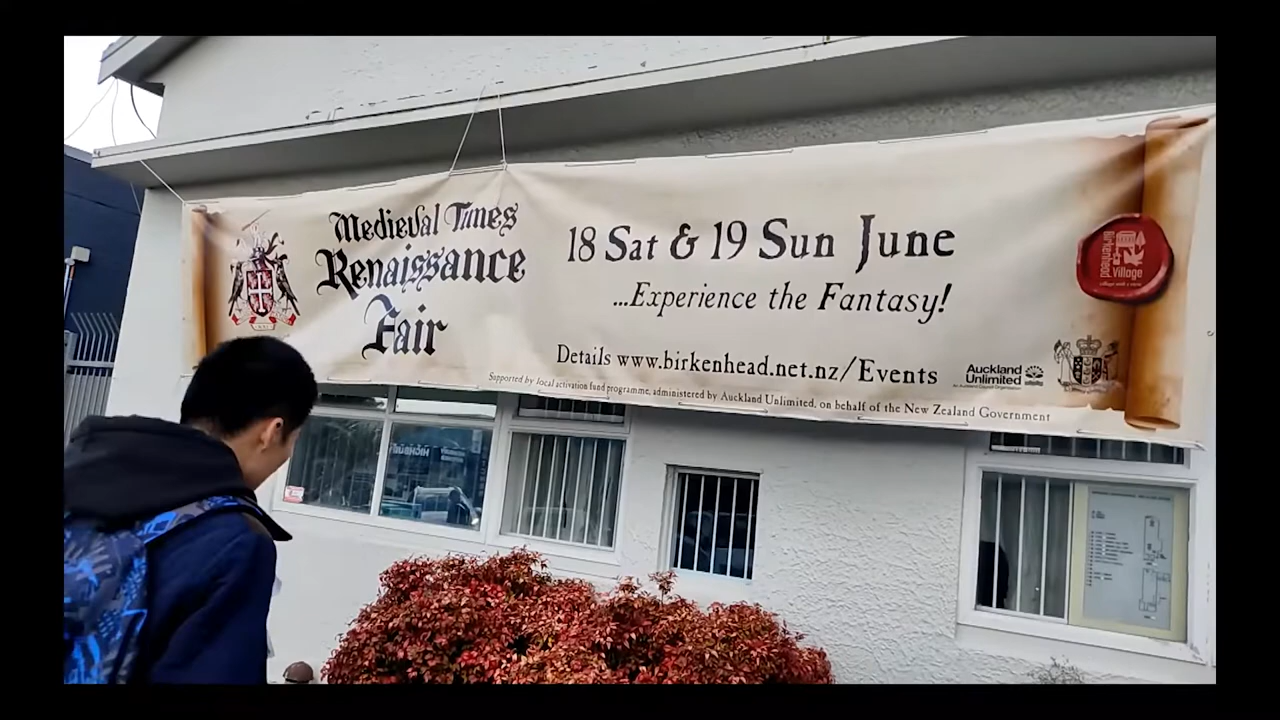 Medieval Times
Renaissance
Fair
18 Sat & 19 Sun June
...Experience the Fantasy!
Details www.birkenhead.net.nz/Events
Supported by local activation fund programme, administered by Auckland Unlimited, on behalf of the New Zealand Government
Auckland
Unlimited
Birkenhead
Village